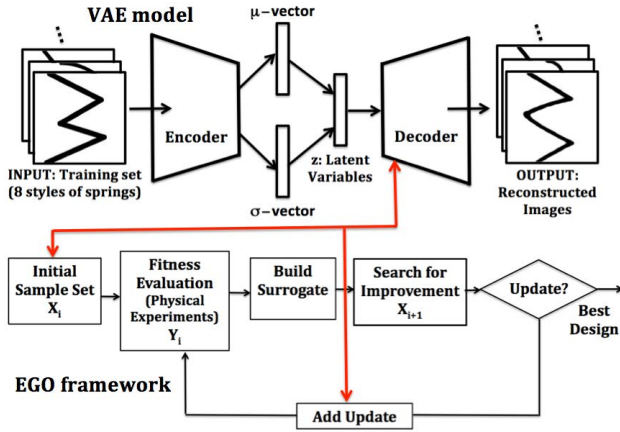 VAE model
μ-vector
Encoder
Decoder
z: Latent
Variables
σ-vector
INPUT: Training set
(8 styles of springs)
OUTPUT:
Reconstructed
Images
Initial
Sample Set
Xi
Fitness
Evaluation
(Physical
Experiments)
Yi
Build
Surrogate
Search for
Improvement
Xi+1
Update?
Best
Design
EGO framework
Add Update